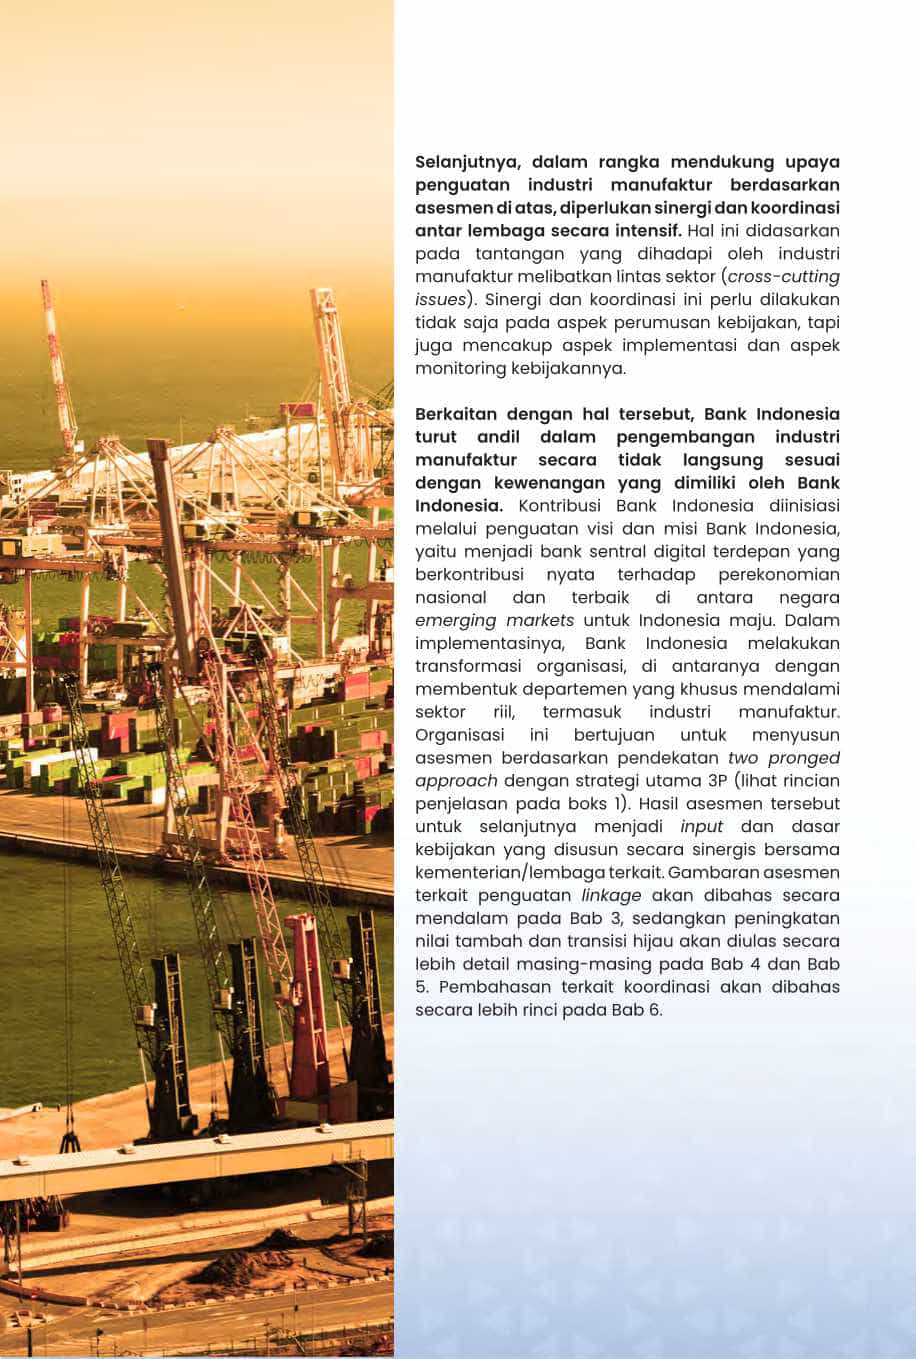 Selanjutnya, dalam rangka mendukung upaya
penguatan industri manufaktur berdasarkan
asesmen di atas, diperlukan sinergi dan koordinasi
antar lembaga secara intensif. Hal ini didasarkan
pada tantangan yang dihadapi oleh industri
manufaktur melibatkan lintas sektor (cross-cutting
issues). Sinergi dan koordinasi ini perlu dilakukan
tidak saja pada aspek perumusan kebijakan, tapi
juga mencakup aspek implementasi dan aspek
monitoring kebijakannya.

Berkaitan dengan hal tersebut, Bank Indonesia
turut andil dalam pengembangan industri
manufaktur secara tidak langsung sesuai
dengan kewenangan yang dimiliki oleh Bank
Indonesia. Kontribusi Bank Indonesia diinisiasi
melalui penguatan visi dan misi Bank Indonesia,
yaitu menjadi bank sentral digital terdepan yang
berkontribusi nyata terhadap perekonomian
nasional dan terbaik di antara negara
emerging markets untuk Indonesia maju. Dalam
implementasinya, Bank Indonesia melakukan
transformasi organisasi, di antaranya dengan
membentuk departemen yang khusus mendalami
sektor riil, termasuk industri manufaktur.
Organisasi ini bertujuan untuk menyusun
asesmen berdasarkan pendekatan two pronged
approach dengan strategi utama 3P (lihat rincian
penjelasan pada boks 1). Hasil asesmen tersebut
untuk selanjutnya menjadi input dan dasar
kebijakan yang disusun secara sinergis bersama
kementerian/lembaga terkait. Gambaran asesmen
terkait penguatan linkage akan dibahas secara
mendalam pada Bab 3, sedangkan peningkatan
nilai tambah dan transisi hijau akan diulas secara
lebih detail masing-masing pada Bab 4 dan Bab
5. Pembahasan terkait koordinasi akan dibahas
secara lebih rinci pada Bab 6.